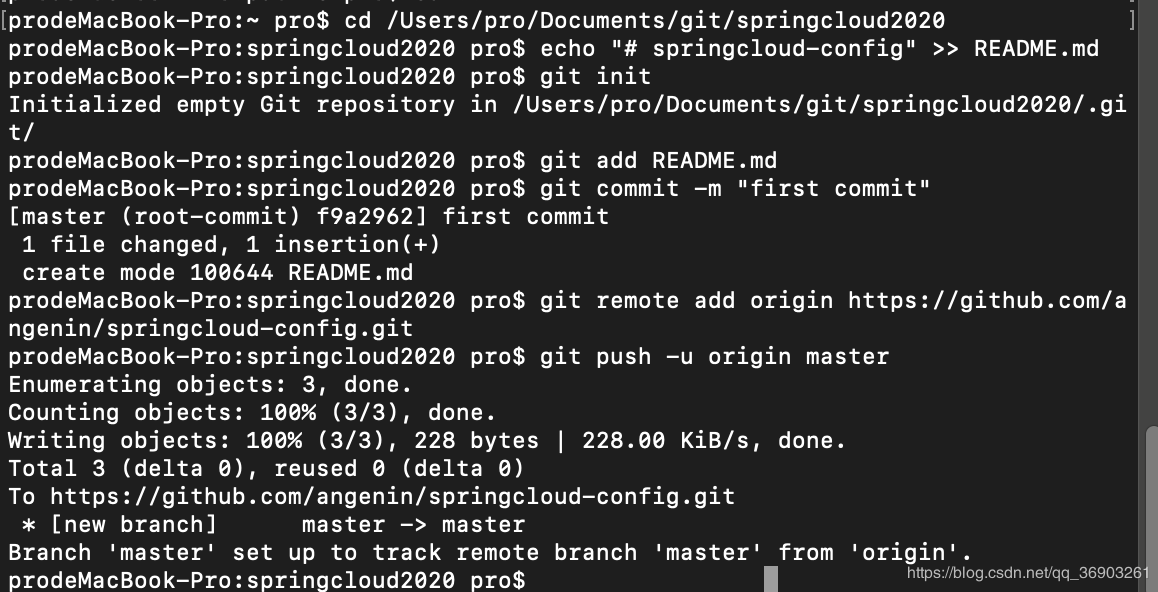 [prodeMacBook-Pro:~ pro$ cd /Users/pro/Documents/git/springcloud2020 ]
prodeMacBook-Pro:springcloud2020 pro$ echo "# springcloud-config" >> README.md
prodeMacBook-Pro:springcloud2020 pro$ git init
Initialized empty Git repository in /Users/pro/Documents/git/springcloud2020/.gi
t/
prodeMacBook-Pro:springcloud2020 pro$ git add README.md
prodeMacBook-Pro:springcloud2020 pro$ git commit -m "first commit"
[master (root-commit) f9a2962] first commit
 1 file changed, 1 insertion(+)
 create mode 100644 README.md
prodeMacBook-Pro:springcloud2020 pro$ git remote add origin https://github.com/a
ngenin/springcloud-config.git
prodeMacBook-Pro:springcloud2020 pro$ git push -u origin master
Enumerating objects: 3, done.
Counting objects: 100% (3/3), done.
Writing objects: 100% (3/3), 228 bytes | 228.00 KiB/s, done.
Total 3 (delta 0), reused 0 (delta 0)
To https://github.com/angenin/springcloud-config.git
 * [new branch]      master -> master
Branch 'master' set up to track remote branch 'master' from 'origin'.
prodeMacBook-Pro:springcloud2020 pro$
https://blog.csdn.net/qq_36903261